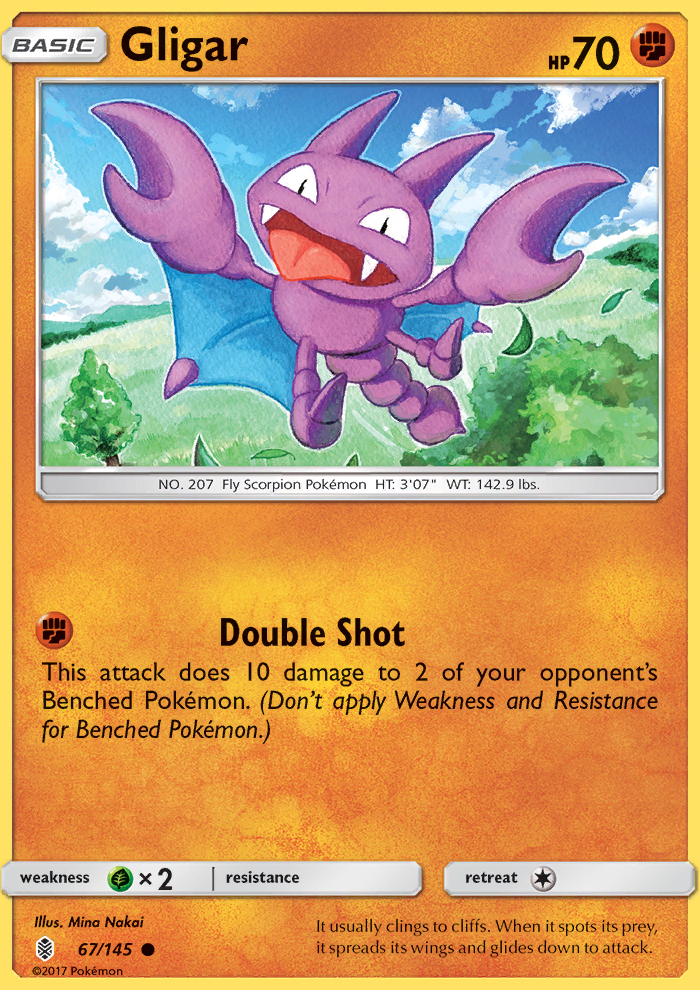 BASIC Gligar HP 70
NO. 207 Fly Scorpion Pokémon HT: 3'07" WT: 142.9 lbs.
Double Shot
This attack does 10 damage to 2 of your opponent's
Benched Pokémon. (Don't apply Weakness and Resistance
for Benched Pokémon.)
weakness × 2 resistance retreat
Illus. Mina Nakai
67/145
©2017 Pokémon
It usually clings to cliffs. When it spots its prey,
it spreads its wings and glides down to attack.